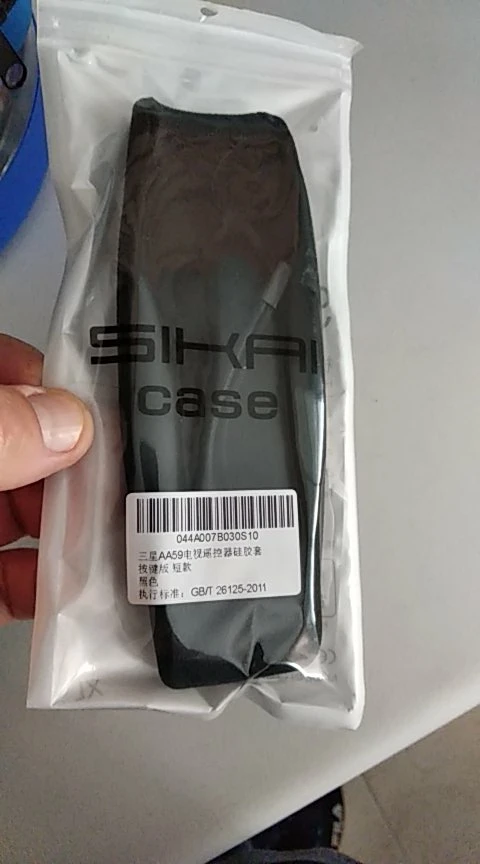 SIKAI
case
044A007B030S10
三星AA59电视遥控器硅胶套
按键版 短款
黑色
执行标准：GB/T 26125-2011